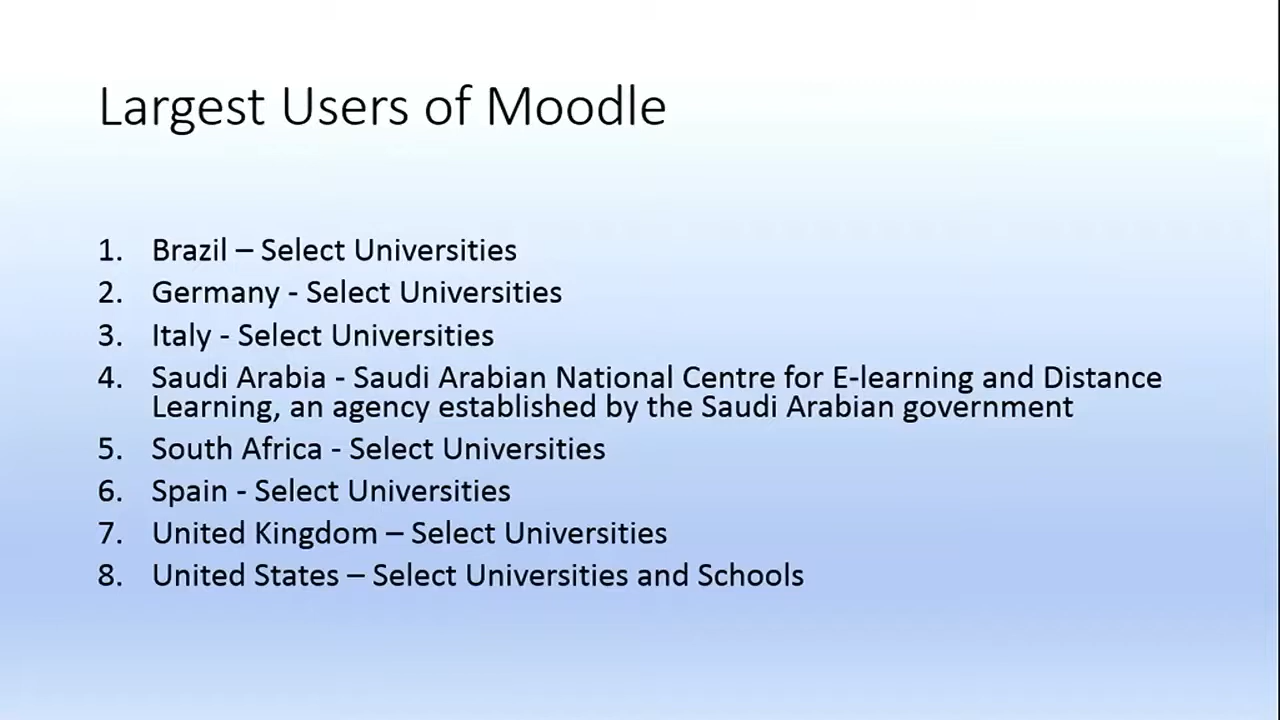 Largest Users of Moodle
1. Brazil – Select Universities
2. Germany - Select Universities
3. Italy - Select Universities
4. Saudi Arabia - Saudi Arabian National Centre for E-learning and Distance
Learning, an agency established by the Saudi Arabian government
5. South Africa - Select Universities
6. Spain - Select Universities
7. United Kingdom – Select Universities
8. United States – Select Universities and Schools